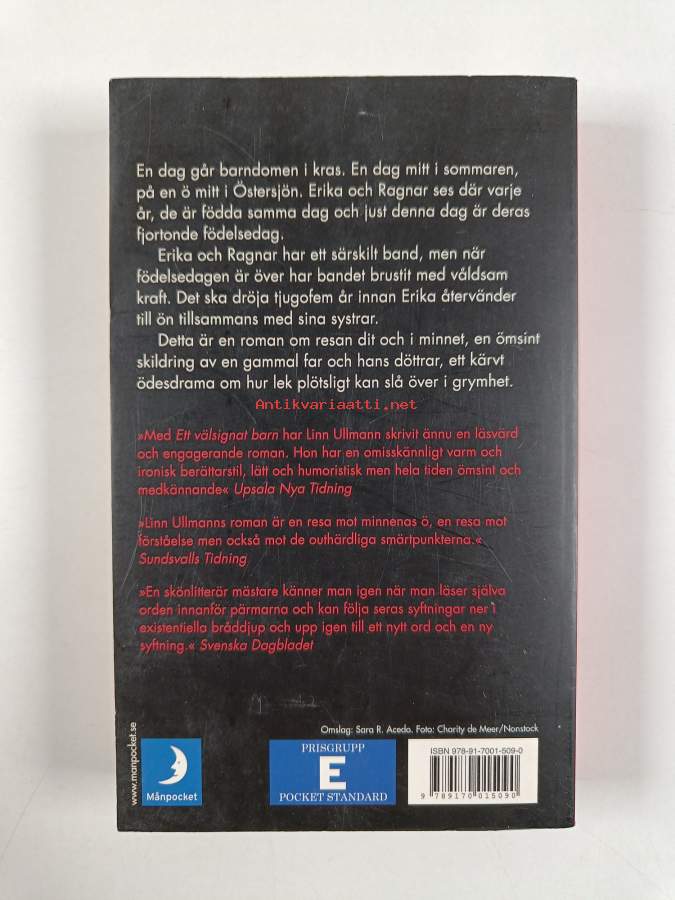 En dag går barndomen i kras. En dag mitt i sommaren,
på en ö mitt i Östersjön. Erika och Ragnar ses där varje
år, de är födda samma dag och just denna dag är deras
fjortonde födelsedag.
Erika och Ragnar har ett särskilt band, men när
födelsedagen är över har bandet brustit med våldsam
kraft. Det ska dröja tjugofem år innan Erika återvänder
till ön tillsammans med sina systrar.
Detta är en roman om resan dit och i minnet, en ömsint
skildring av en gammal far och hans döttrar, ett kärvt
ödesdrama om hur lek plötsligt kan slå över i grymhet.
Antikvariaatti.net
»Med Ett välsignat barn har Linn Ullmann skrivit ännu en läsvärd
och engagerande roman. Hon har en omisskännligt varm och
ironisk berättarstil, lätt och humoristisk men hela tiden ömsint och
medkännande« Upsala Nya Tidning
»Linn Ullmanns roman är en resa mot minnenas ö, en resa mot
förståelse men också mot de outhärdliga smärtpunkterna.«
Sundsvalls Tidning
»En skönlitterär mästare känner man igen när man läser själva
orden innanför pärmarna och kan följa seras syftningar ner i
existentiella bråddjup och upp igen till ett nytt ord och en ny
syftning.« Svenska Dagbladet
Omslag: Sara R. Acedo. Foto: Charity de Meer/Nonstock
www.manpocket.se
Månpocket
PRISGRUPP
E
POCKET STANDARD
ISBN 978-91-7001-509-0
9 789170 015090